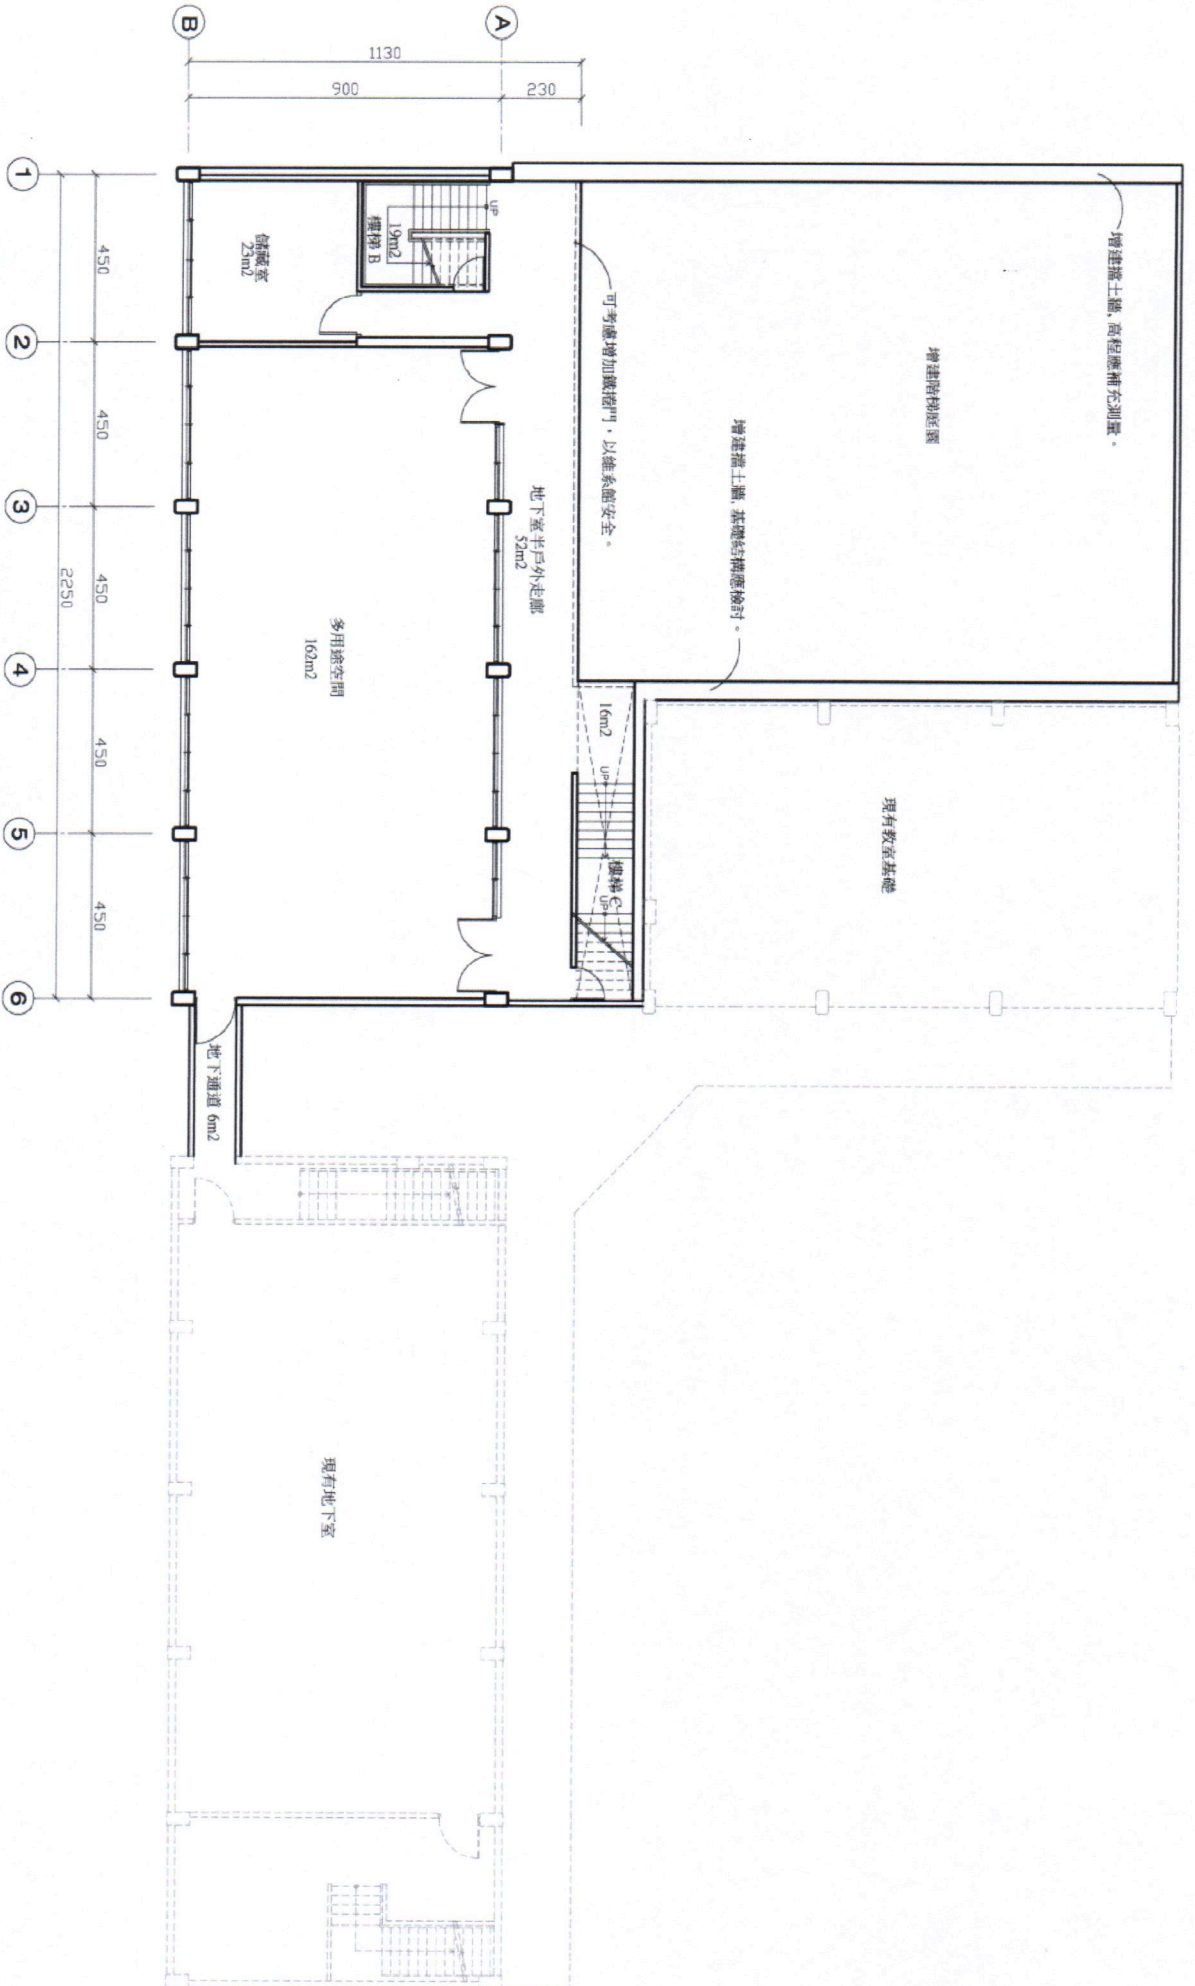 B
A
1130
900
230
1
2
3
4
5
6
450
450
450
450
450
2250
增建擋土牆, 高程應補充測量。
增建階梯庭園
增建擋土牆, 基礎結構應檢討。
可考慮增加鐵捲門，以維系館安全。
UP
19m2
樓梯 B
儲藏室
23m2
地下室半戶外走廊
52m2
多用途空間
162m2
16m2
UP
樓梯 C
UP
現有教室基礎
地下通道 6m2
現有地下室